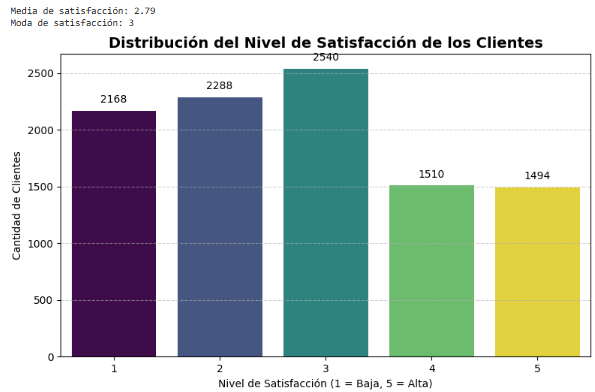 Media de satisfacción: 2.79
Moda de satisfacción: 3
Distribución del Nivel de Satisfacción de los Clientes
2540
2500
2288
2168
2000
1510
1494
1500
1000
500
0
Cantidad de Clientes
1 2 3 4 5
Nivel de Satisfacción (1 = Baja, 5 = Alta)